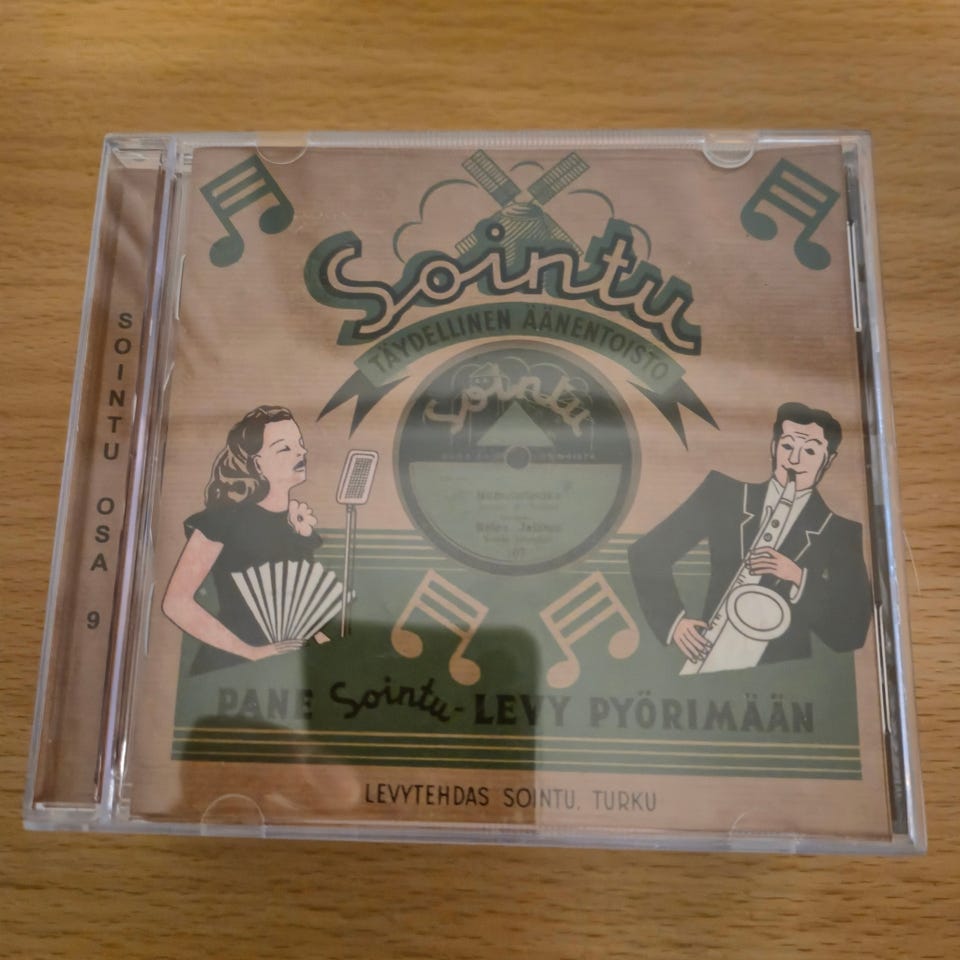 SOINTU OSA 9
Sointu
TÄYDELLINEN ÄÄNENTOISTO
Sointu
PANE Sointu-LEVY PYÖRIMÄÄN
LEVYTEHDAS SOINTU, TURKU